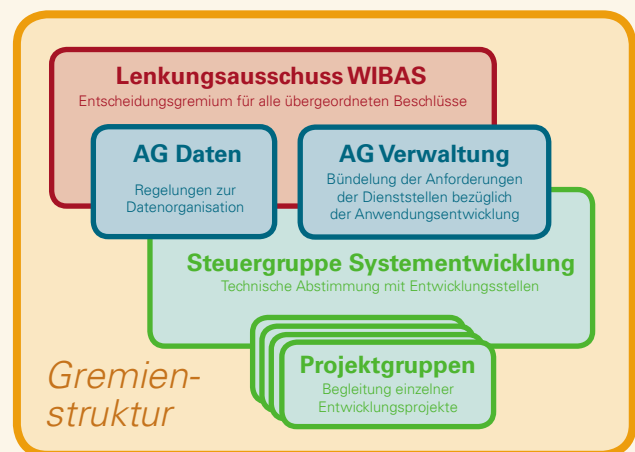 Lenkungsausschuss WIBAS
Entscheidungsgremium für alle übergeordneten Beschlüsse
AG Daten
Regelungen zur
Datenorganisation
AG Verwaltung
Bündelung der Anforderungen
der Dienststellen bezüglich
der Anwendungsentwicklung
Steuergruppe Systementwicklung
Technische Abstimmung mit Entwicklungsstellen
Projektgruppen
Begleitung einzelner
Entwicklungsprojekte
Gremien-
struktur